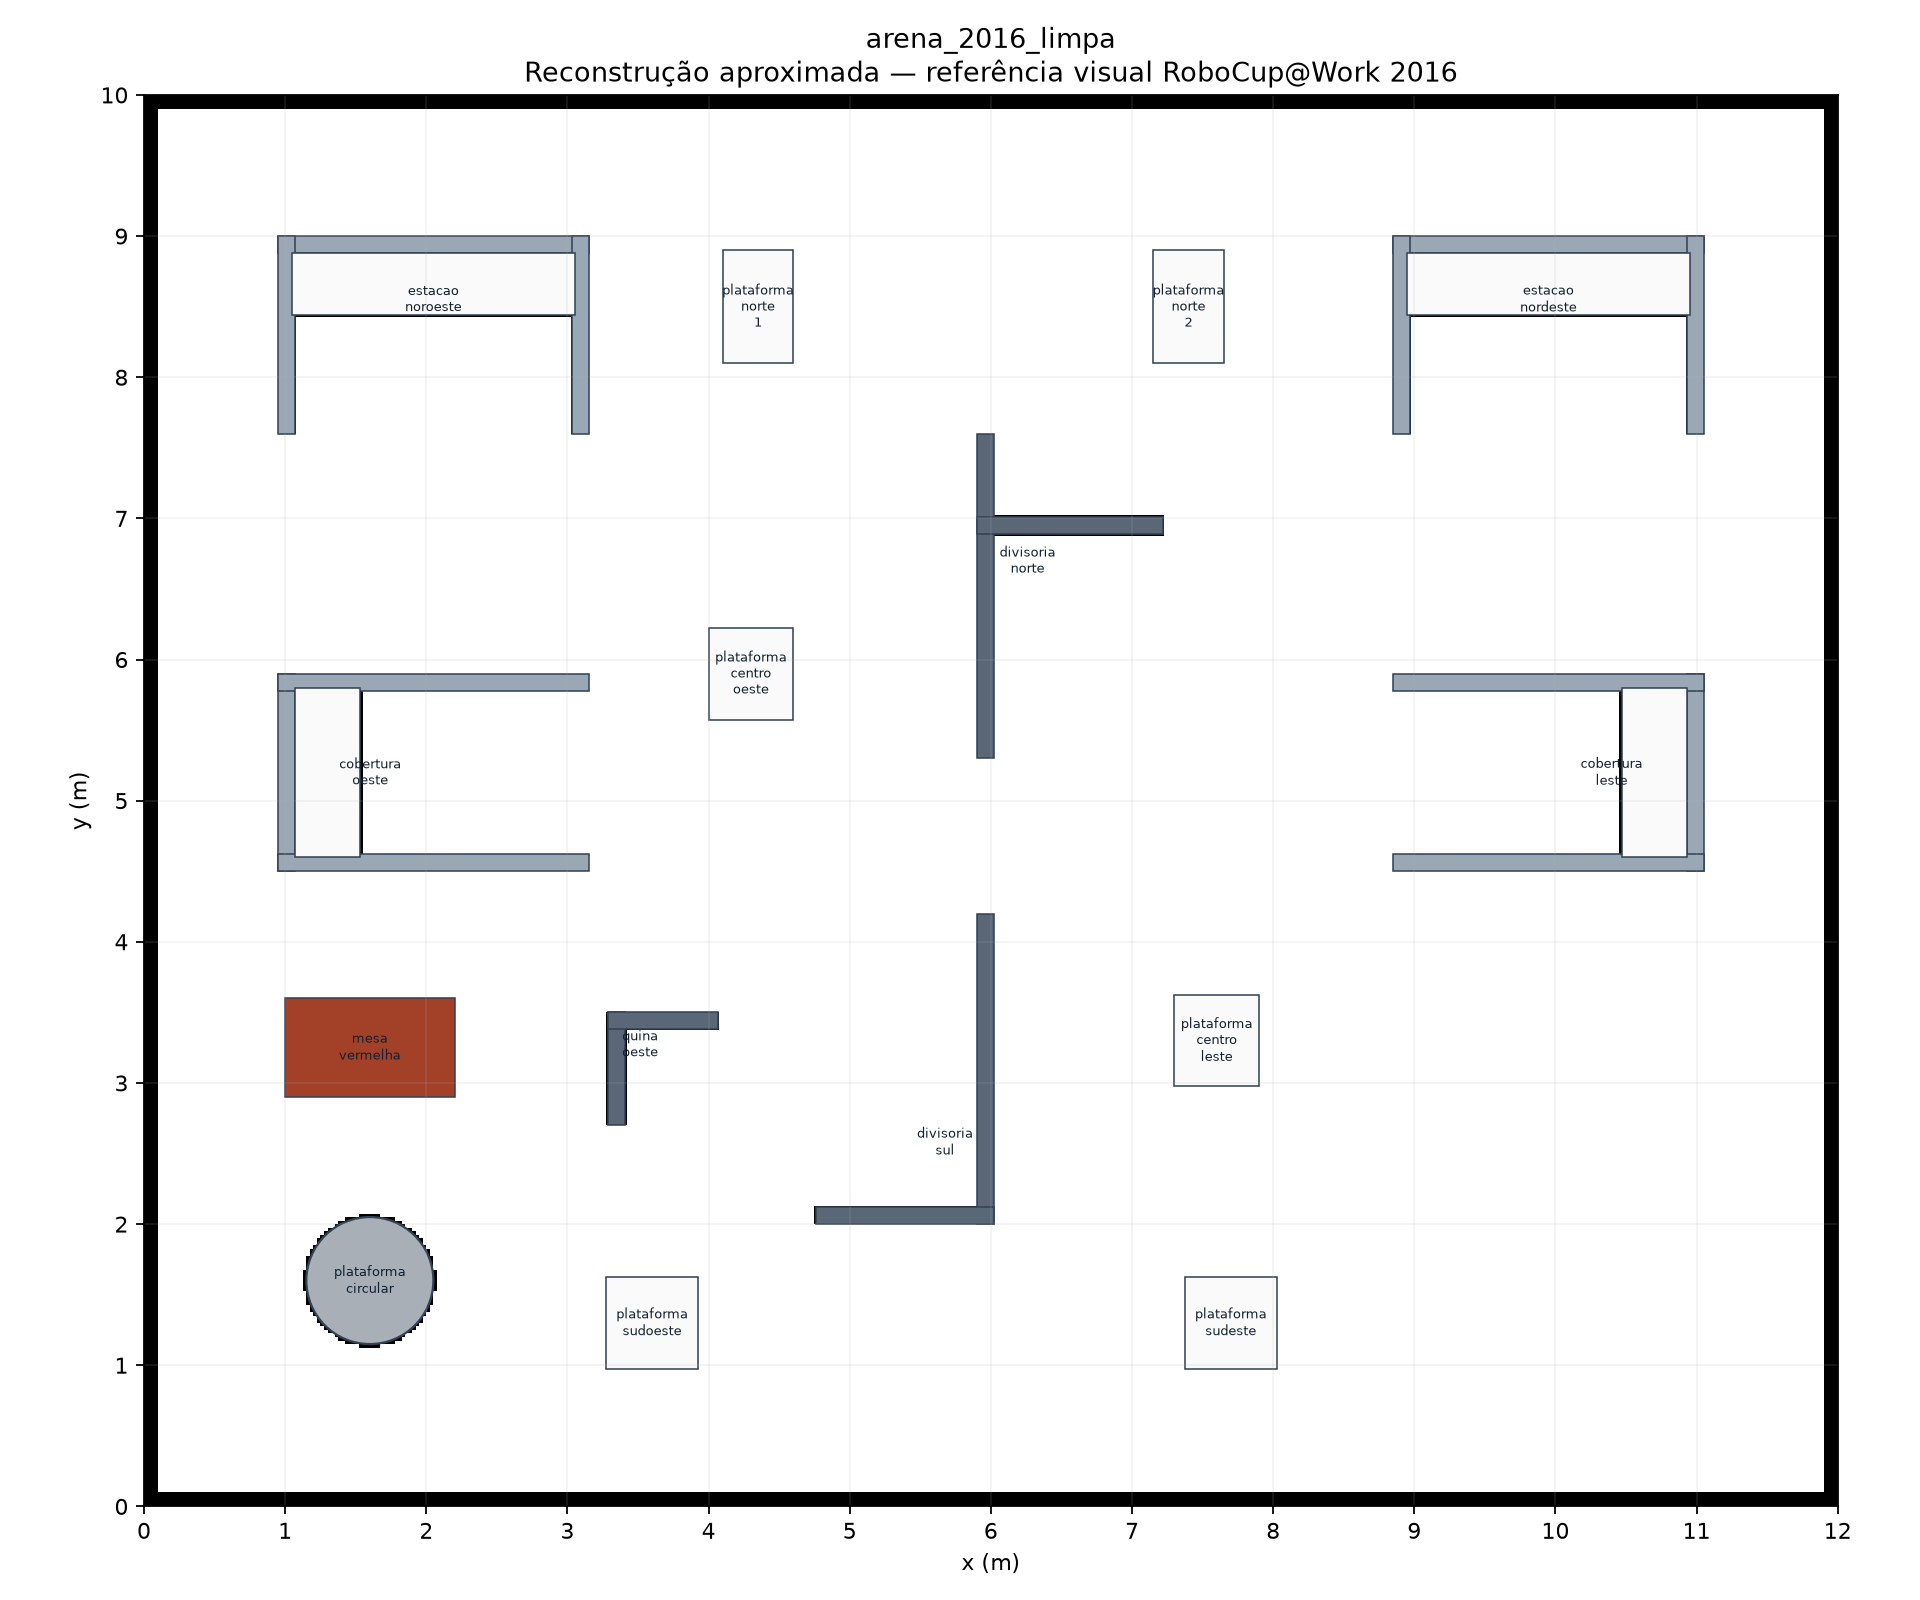 arena_2016_limpa
Reconstrução aproximada — referência visual RoboCup@Work 2016
10
9
8
7
6
5
4
3
2
1
0
y (m)
estacao
noroeste
plataforma
norte
1
plataforma
norte
2
estacao
nordeste
divisoria
norte
plataforma
centro
oeste
cobertura
oeste
cobertura
leste
mesa
vermelha
quina
oeste
plataforma
centro
leste
divisoria
sul
plataforma
circular
plataforma
sudoeste
plataforma
sudeste
0 1 2 3 4 5 6 7 8 9 10 11 12
x (m)